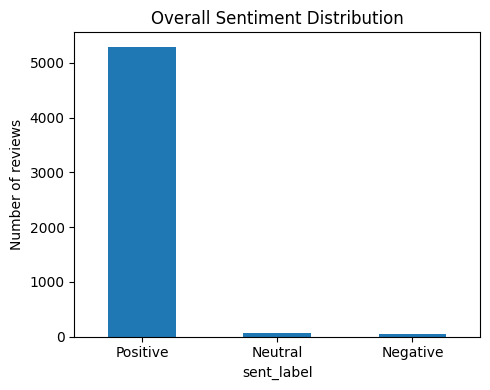 Overall Sentiment Distribution
Number of reviews
5000
4000
3000
2000
1000
0
Positive Neutral Negative
sent_label